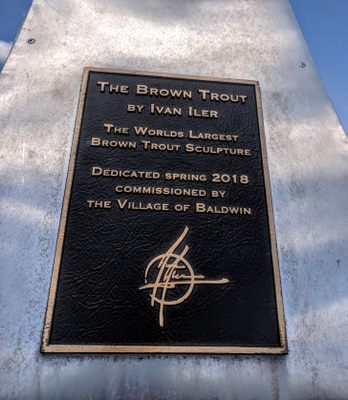 The Brown Trout
by Ivan Iler
The Worlds Largest
Brown Trout Sculpture
Dedicated spring 2018
commissioned by
the Village of Baldwin